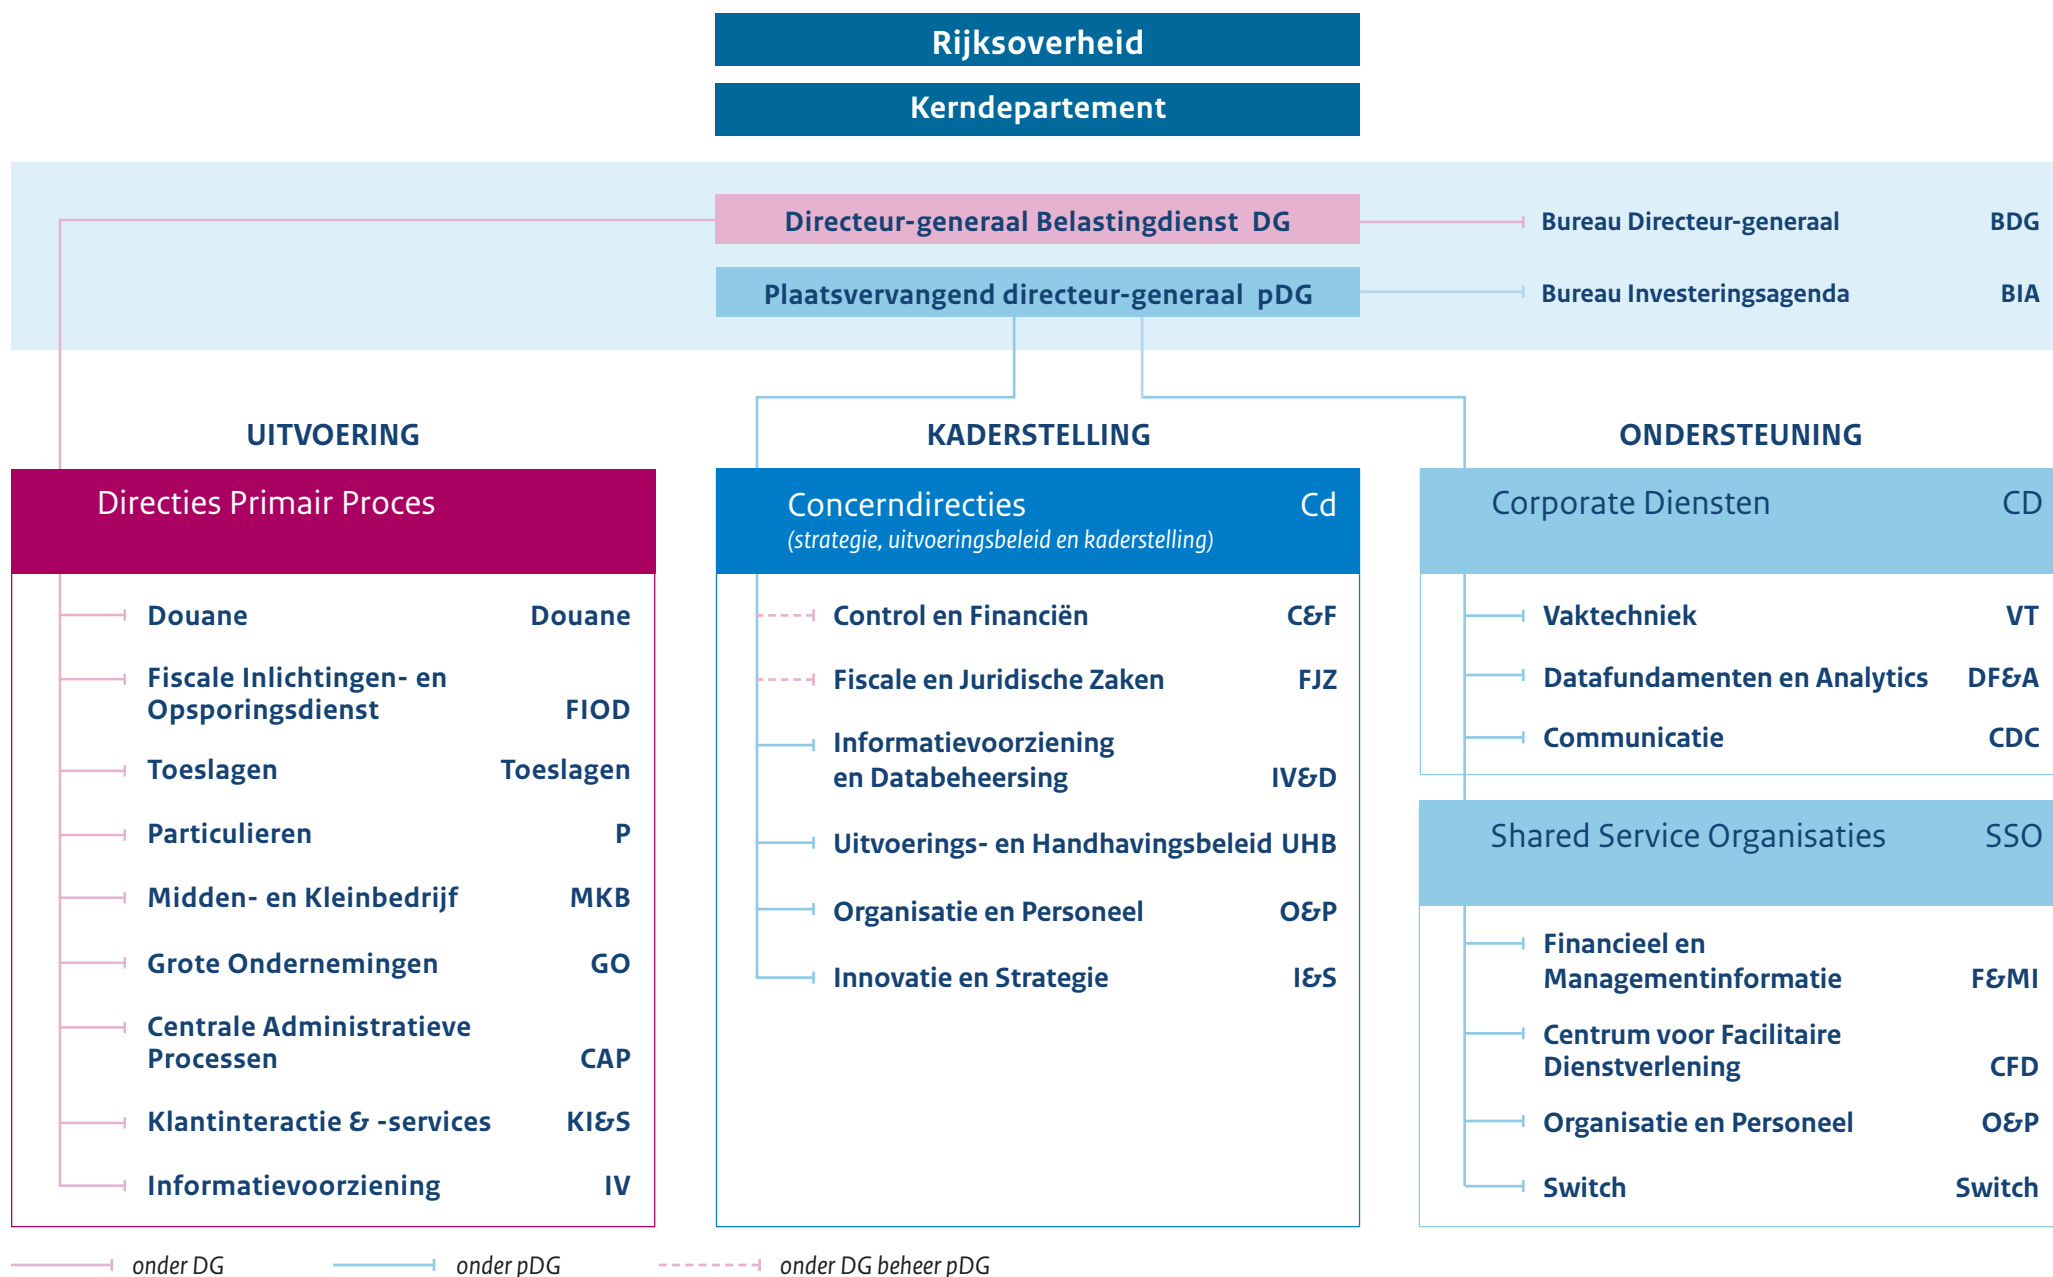 Rijksoverheid
Kerndepartement
Directeur-generaal Belastingdienst DG
Bureau Directeur-generaal BDG
Plaatsvervangend directeur-generaal pDG
Bureau Investeringsagenda BIA
UITVOERING
Directies Primair Proces
Douane Douane
Fiscale Inlichtingen- en
Opsporingsdienst FIOD
Toeslagen Toeslagen
Particulieren P
Midden- en Kleinbedrijf MKB
Grote Ondernemingen GO
Centrale Administratieve
Processen CAP
Klantinteractie & -services KI&S
Informatievoorziening IV
KADERSTELLING
Concerndirecties Cd
(strategie, uitvoeringsbeleid en kaderstelling)
Control en Financiën C&F
Fiscale en Juridische Zaken FJZ
Informatievoorziening
en Databeheersing IV&D
Uitvoerings- en Handhavingsbeleid UHB
Organisatie en Personeel O&P
Innovatie en Strategie I&S
ONDERSTEUNING
Corporate Diensten CD
Vaktechniek VT
Datafundamenten en Analytics DF&A
Communicatie CDC
Shared Service Organisaties SSO
Financieel en
Managementinformatie F&MI
Centrum voor Facilitaire
Dienstverlening CFD
Organisatie en Personeel O&P
Switch Switch
onder DG
onder pDG
onder DG beheer pDG